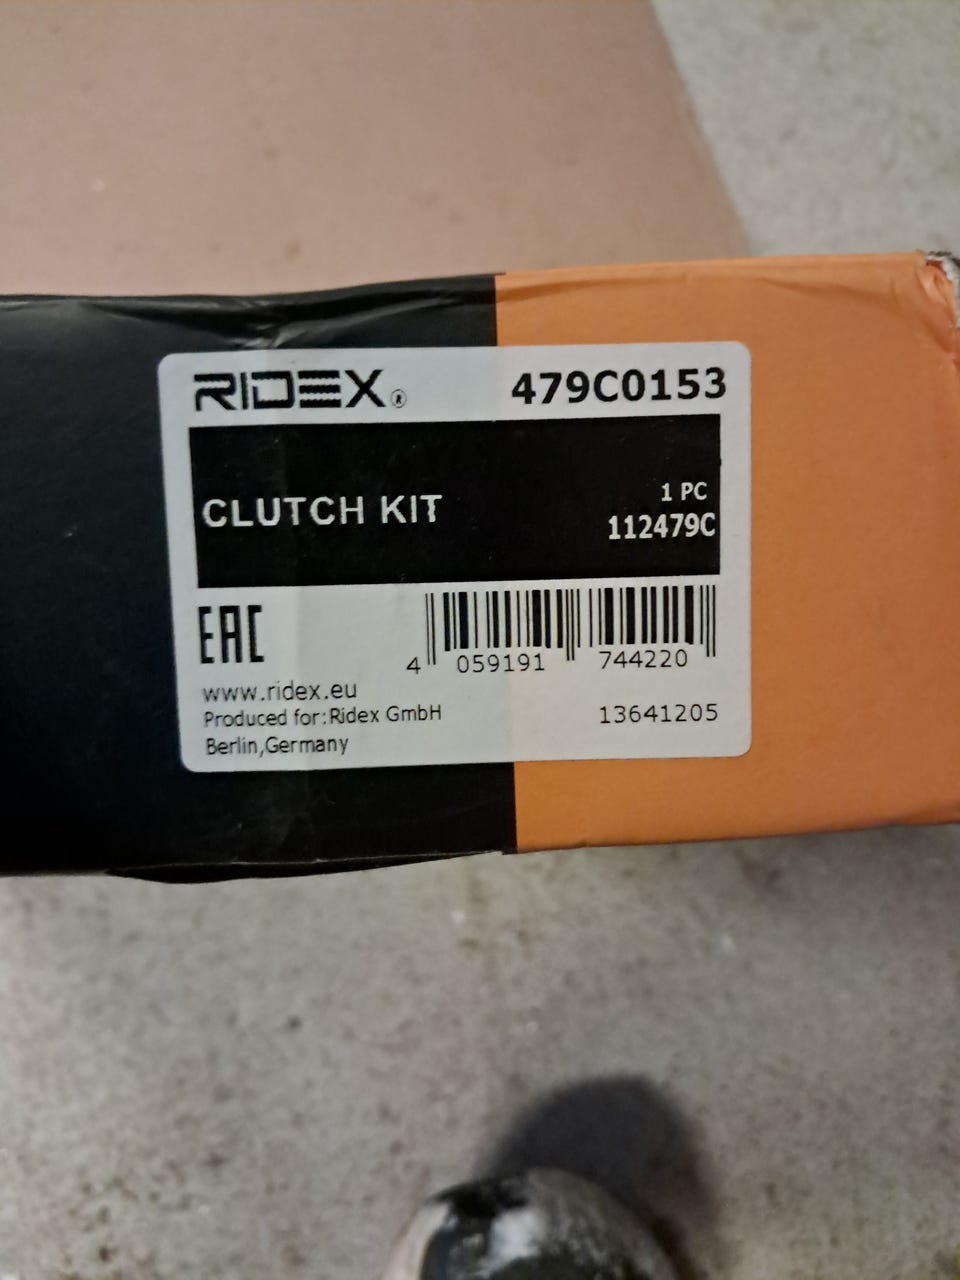 RIDEX ® 479C0153
CLUTCH KIT
1 PC
112479C
EAC
4 059191 744220
www.ridex.eu
Produced for:Ridex GmbH
13641205
Berlin,Germany